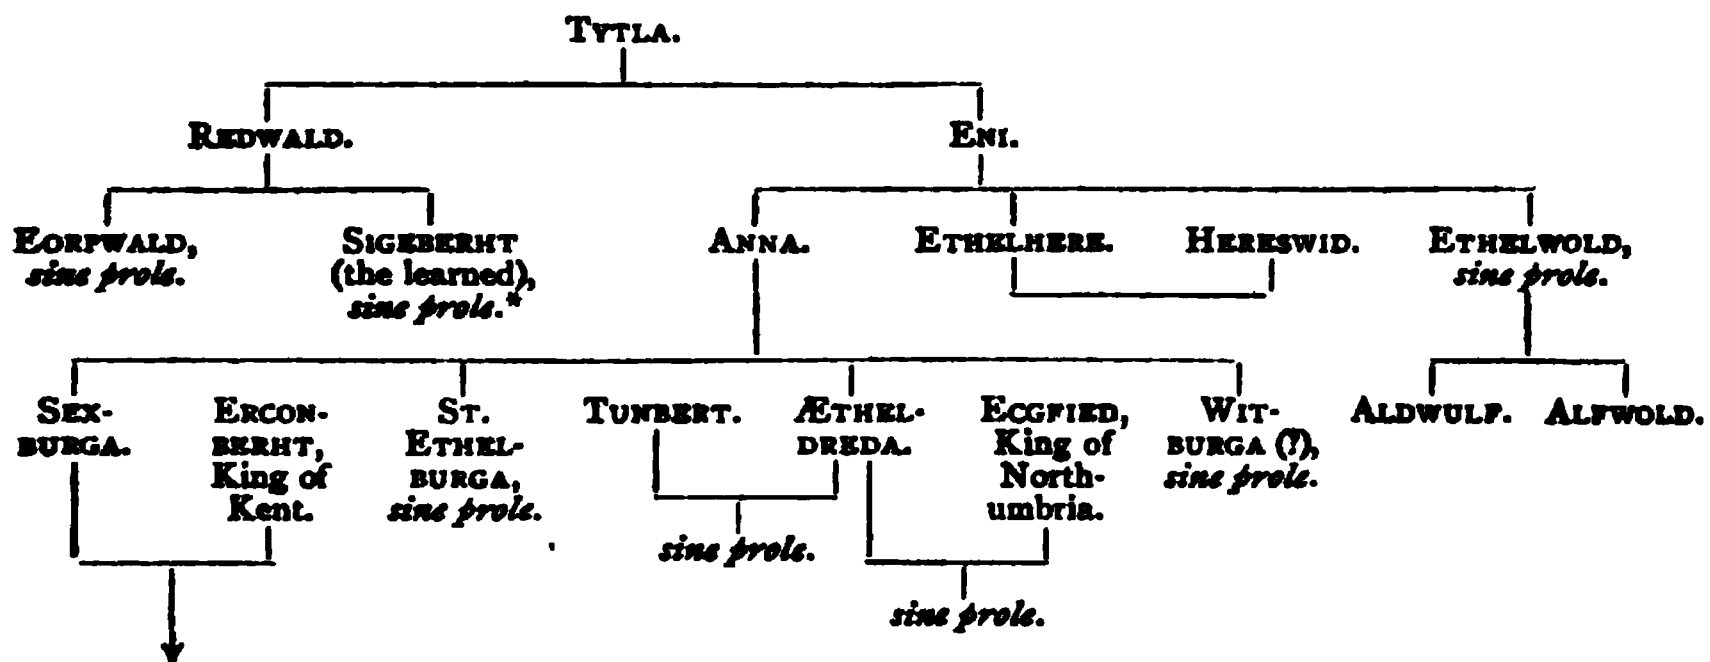 TYTLA.
REDWALD.
ENI.
EORPWALD,
sine prole.
SIGEBERHT
(the learned),
sine prole.*
ANNA.
ETHELHERE.
HERESWID.
ETHELWOLD,
sine prole.
SEX-
BURGA.
ERCON-
BERHT,
King of
Kent.
ST.
ETHEL-
BURGA,
sine prole.
TUNBERT.
ÆTHEL-
DREDA.
ECGFIED,
King of
North-
umbria.
WIT-
BURGA (?),
sine prole.
ALDWULF.
ALFWOLD.
sine prole.
sine prole.